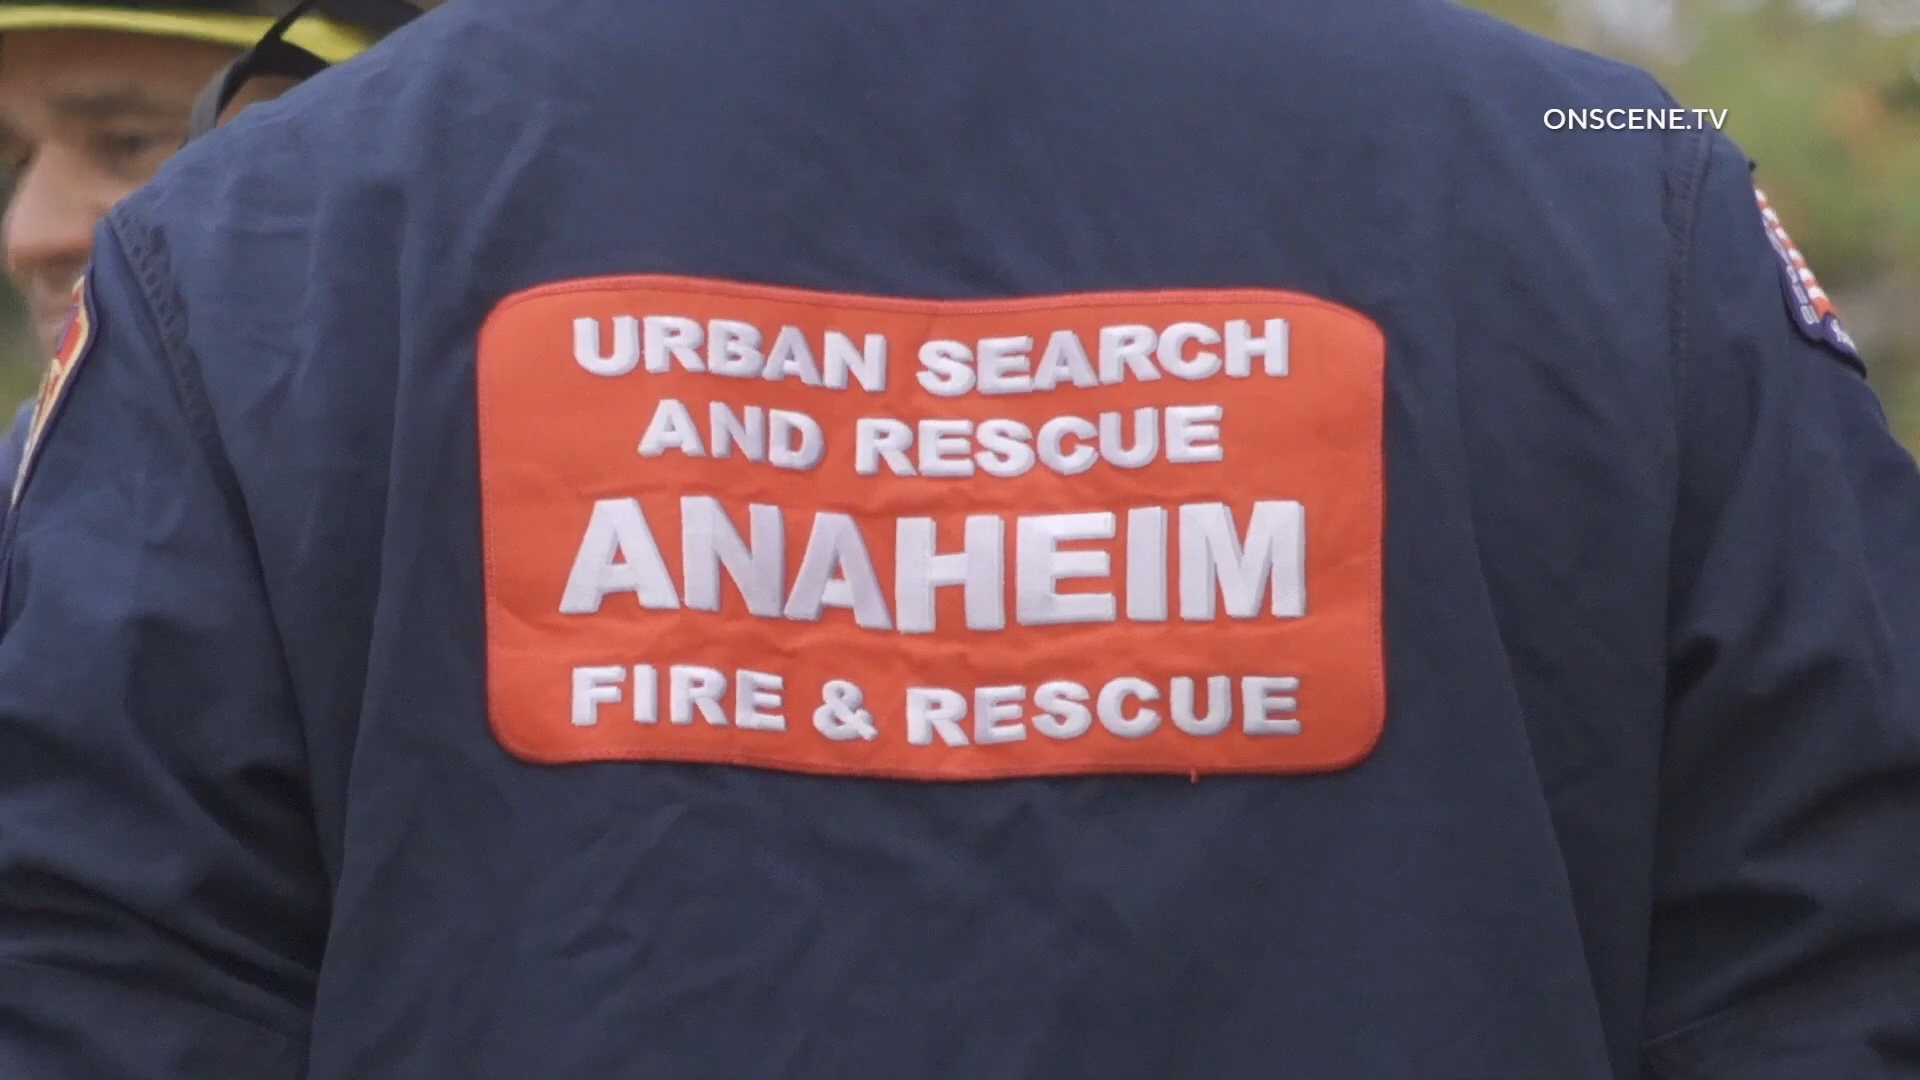 ONSCENE.TV
URBAN SEARCH
AND RESCUE
ANAHEIM
FIRE & RESCUE